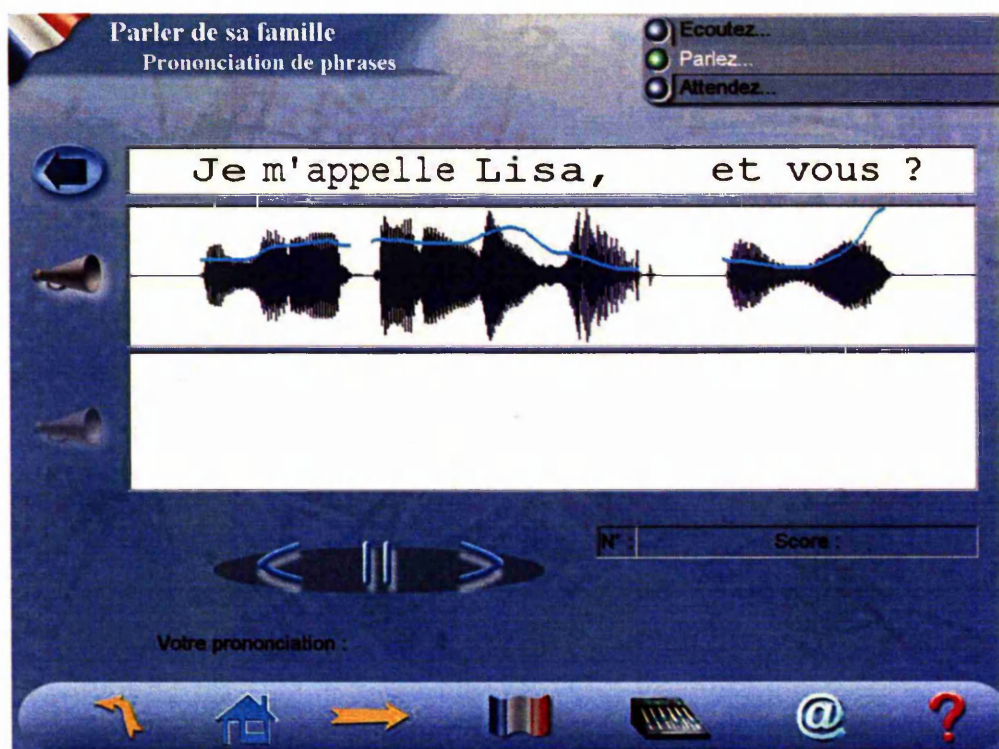 Parler de sa famille
Prononciation de phrases
Ecoutez...
Parlez...
Attendez...
Je m'appelle Lisa, et vous ?
N° : Score :
Votre prononciation :
@
?